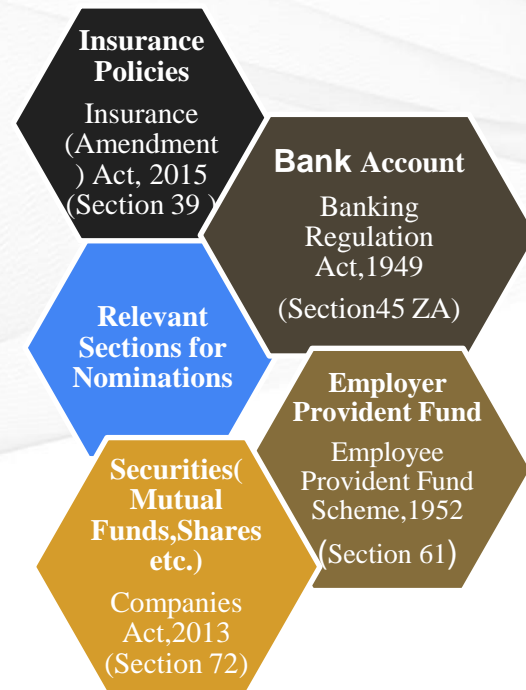 Insurance
Policies
Insurance
(Amendment
) Act, 2015
(Section 39 )
Bank Account
Banking
Regulation
Act,1949
(Section45 ZA)
Relevant
Sections for
Nominations
Employer
Provident Fund
Employee
Provident Fund
Scheme,1952
(Section 61)
Securities(
Mutual
Funds,Shares
etc.)
Companies
Act,2013
(Section 72)